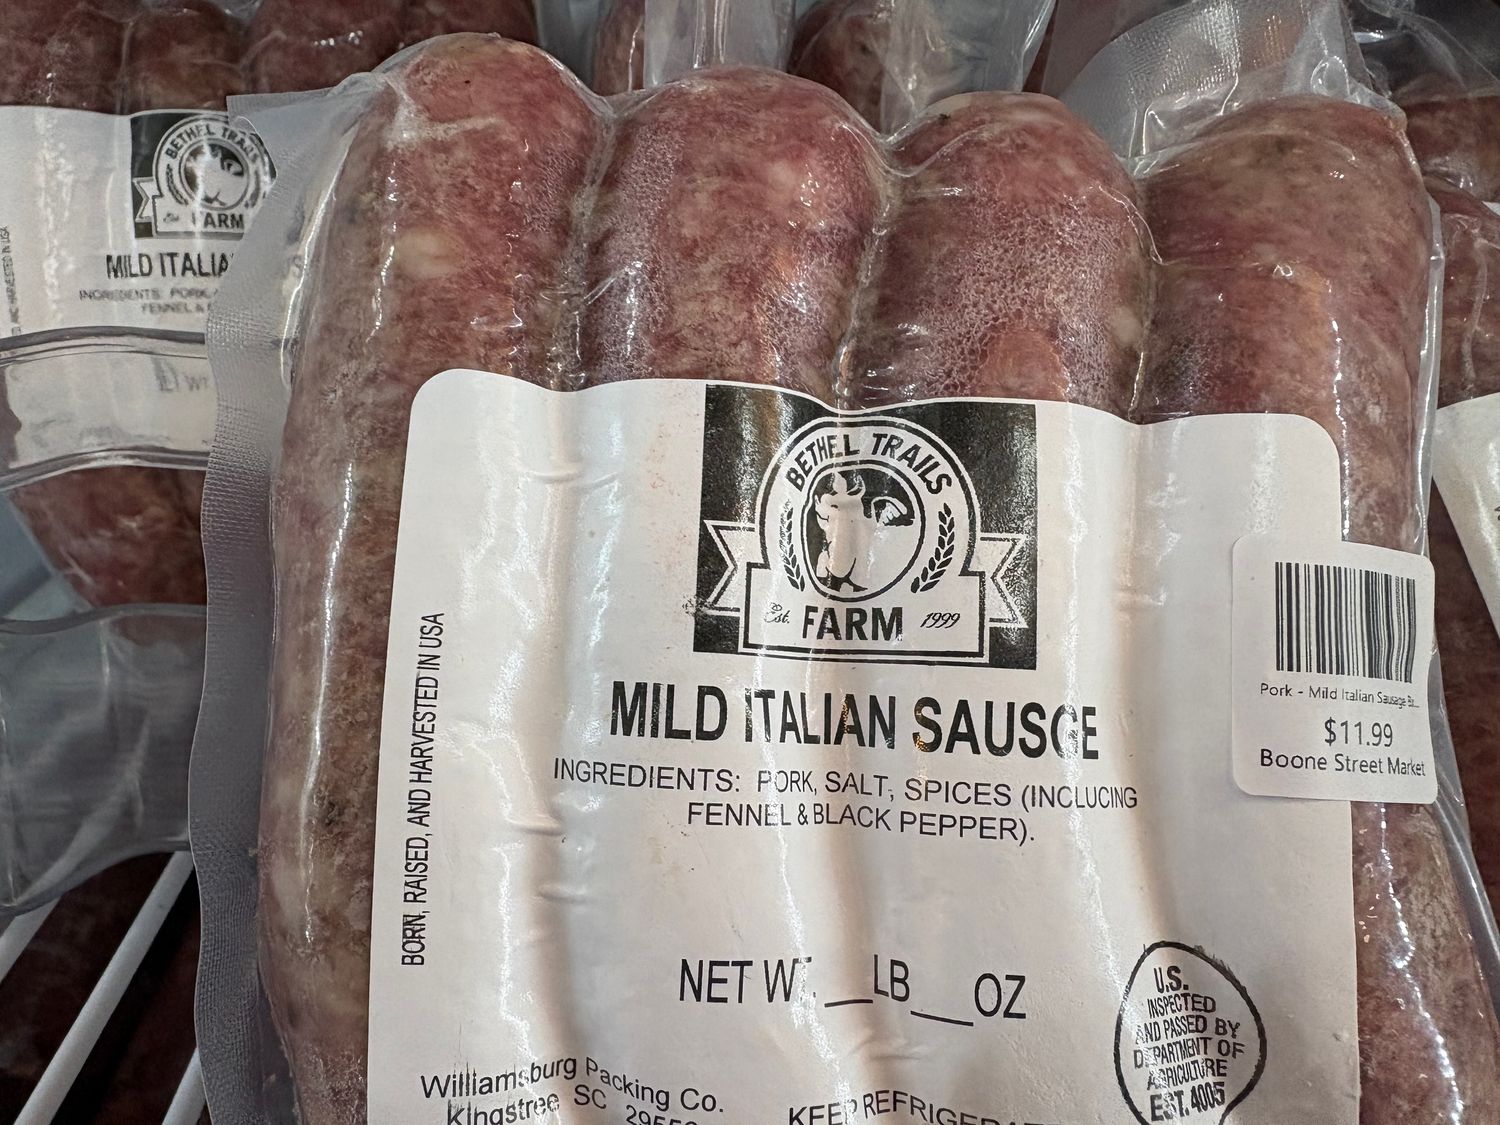 BETHEL TRAILS
FARM
MILD ITALIA
INGREDIENTS: PORK,
FENNEL &
BETHEL TRAILS
Est. FARM 1999
MILD ITALIAN SAUSGE
INGREDIENTS: PORK, SALT, SPICES (INCLUCING
FENNEL & BLACK PEPPER).
BORN, RAISED, AND HARVESTED IN USA
NET WT. __LB___OZ
Williamsburg Packing Co.
KIngstree SC
KEEP
U.S.
INSPECTED
AND PASSED BY
DEPARTMENT OF
AGRICULTURE
EST. 4005
Pork - Mild Italian Sausage
$11.99
Boone Street Market